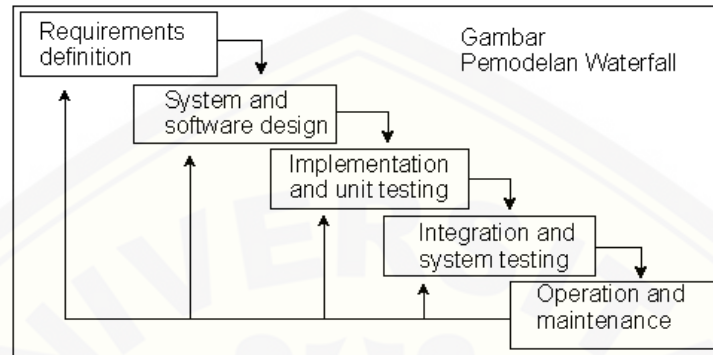 Requirements
definition
Gambar
Pemodelan Waterfall
System and
software design
Implementation
and unit testing
Integration and
system testing
Operation and
maintenance